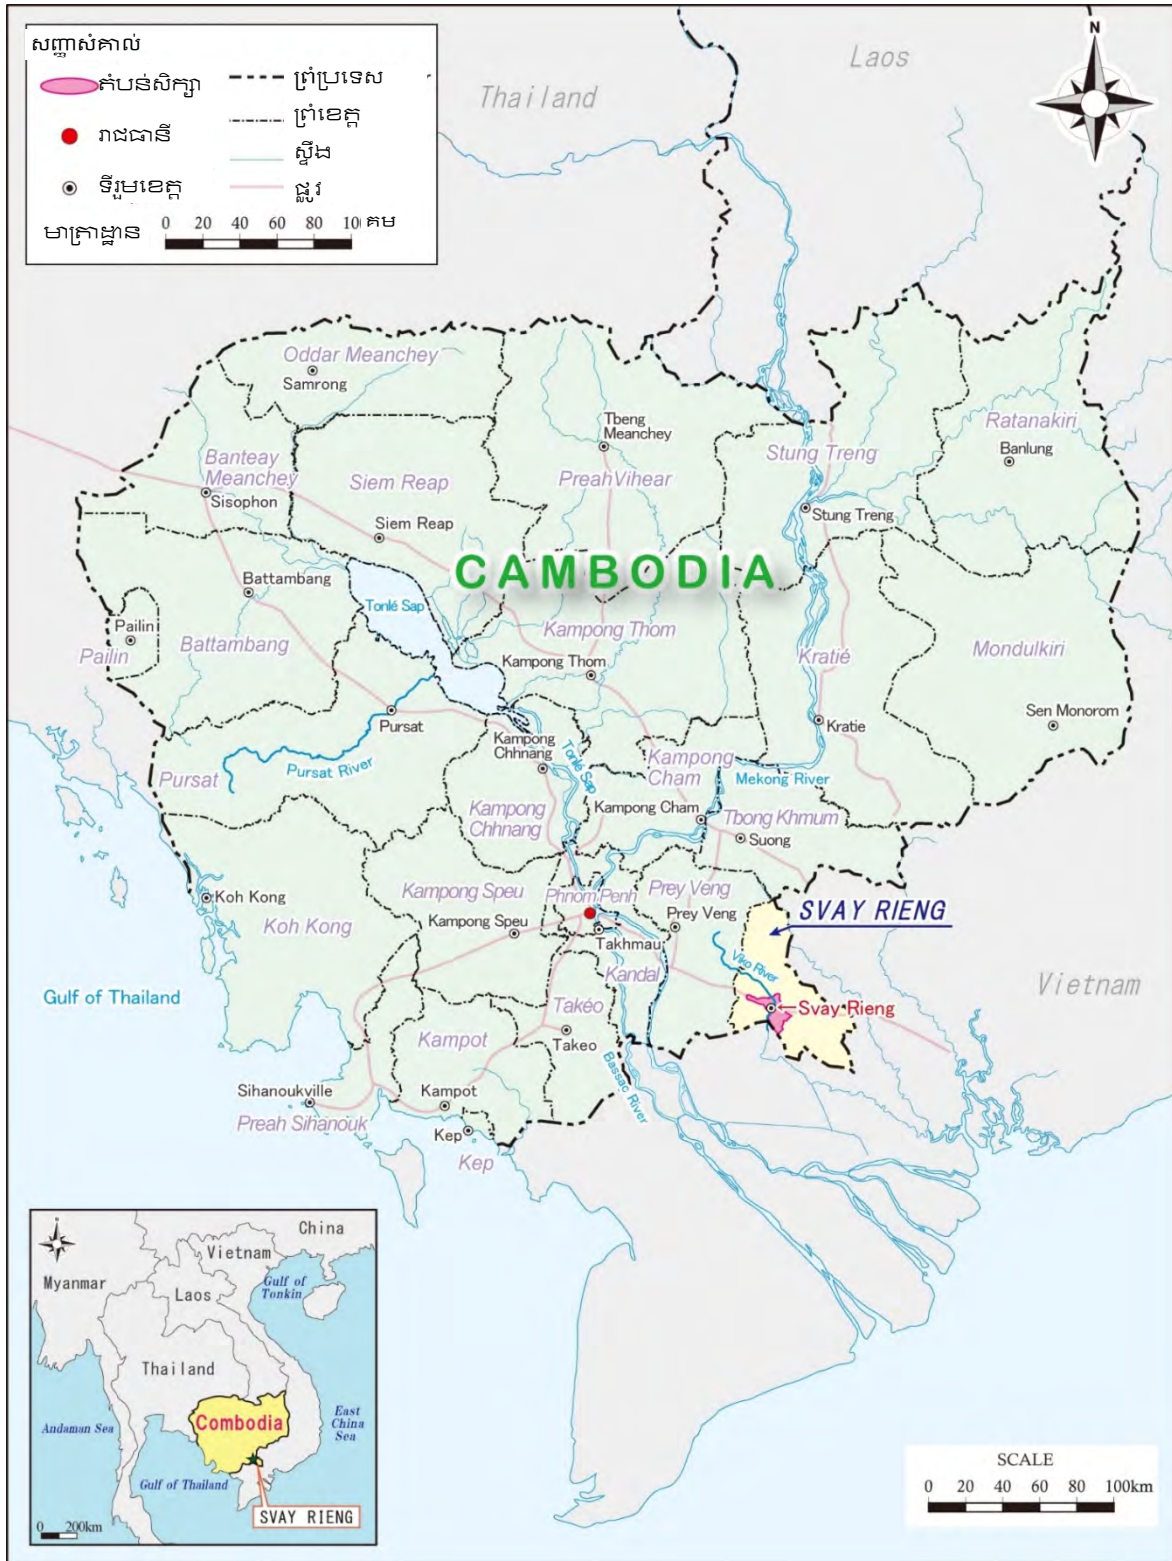 សញ្ញាសំគាល់
តំបន់សិក្សា
រាជធានី
ទីរួមខេត្ត
ព្រំប្រទេស
ព្រំខេត្ត
ស្ទឹង
ផ្លូវ
មាត្រាដ្ឋាន
0 20 40 60 80 10 គម
N
Laos
Thailand
Oddar Meanchey
Samrong
Tbeng
Meanchey
Ratanakiri
Banlung
Banteay
Meanchey
Sisophon
Siem Reap
Siem Reap
PreahVihear
Stung Treng
Stung Treng
CAMBODIA
Battambang
Tonlé Sap
Pailin
Pailin
Battambang
Kampong Thom
Kampong Thom
Kratié
Mondulkiri
Sen Monorom
Pursat
Kratie
Kampong
Chhnang
Tonlé Sap
Kampong
Cham
Pursat
Pursat River
Mekong River
Kampong
Chhnang
Kampong Cham
Tbong Khmum
Suong
Koh Kong
Koh Kong
Kampong Speu
Kampong Speu
Phnom Penh
Prey Veng
Prey Veng
SVAY RIENG
Takhmau
Kandal
Viko River
Vietnam
Gulf of Thailand
Svay Rieng
Takéo
Takeo
Kampot
Kampot
Bassac River
Sihanoukville
Preah Sihanouk
Kep
Kep
China
Vietnam
Myanmar
Gulf of
Tonkin
Laos
Thailand
Combodia
East
China
Sea
Andaman Sea
Gulf of Thailand
SVAY RIENG
0 200km
SCALE
0 20 40 60 80 100km